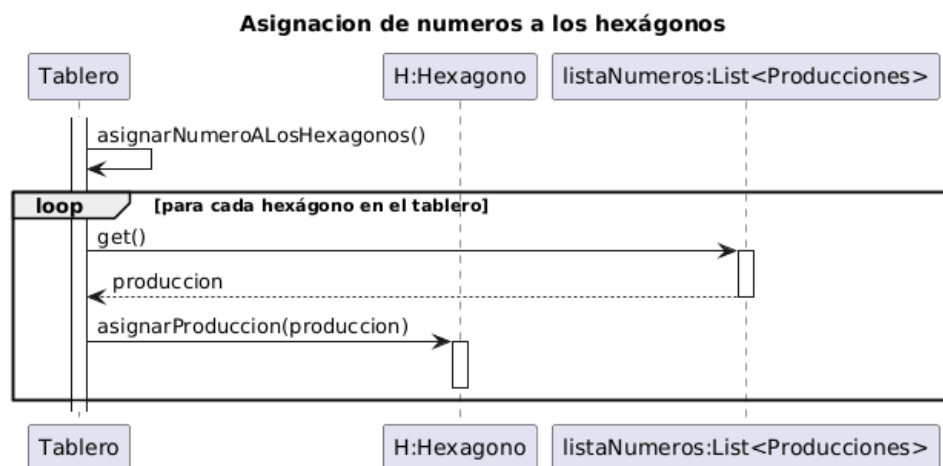 Asignacion de numeros a los hexágonos
Tablero H:Hexagono listaNumeros:List<Producciones>
asignarNumeroALosHexagonos()
loop [para cada hexágono en el tablero]
get()
produccion
asignarProduccion(produccion)
Tablero H:Hexagono listaNumeros:List<Producciones>